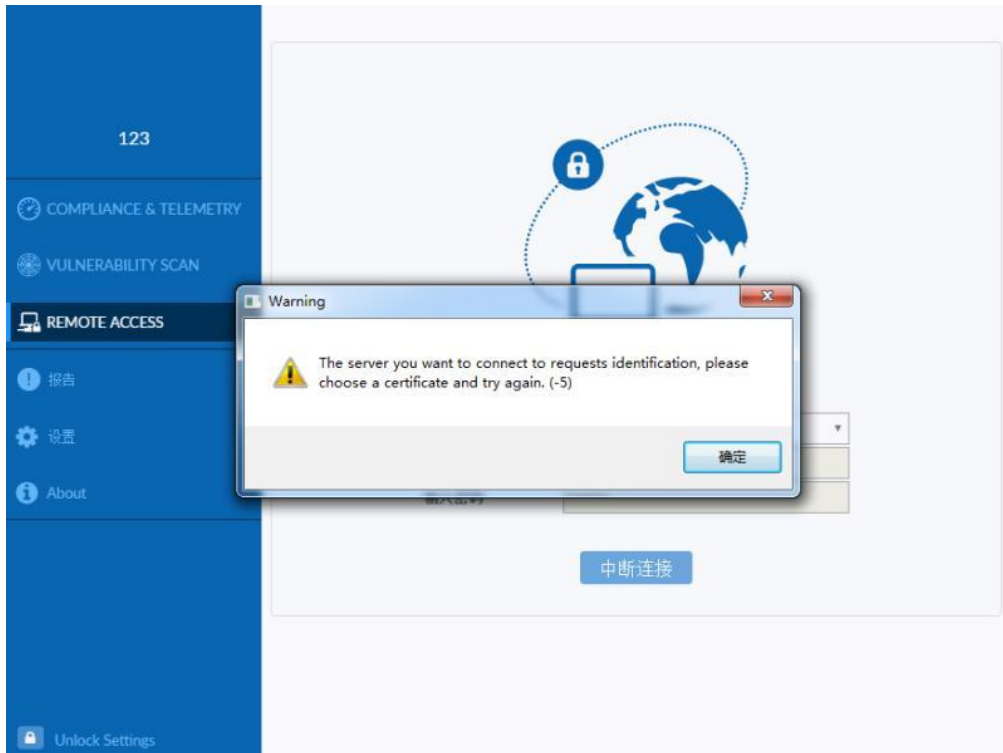 123
COMPLIANCE & TELEMETRY
VULNERABILITY SCAN
REMOTE ACCESS
报告
设置
About
Unlock Settings
Warning
The server you want to connect to requests identification, please
choose a certificate and try again. (-5)
确定
中断连接